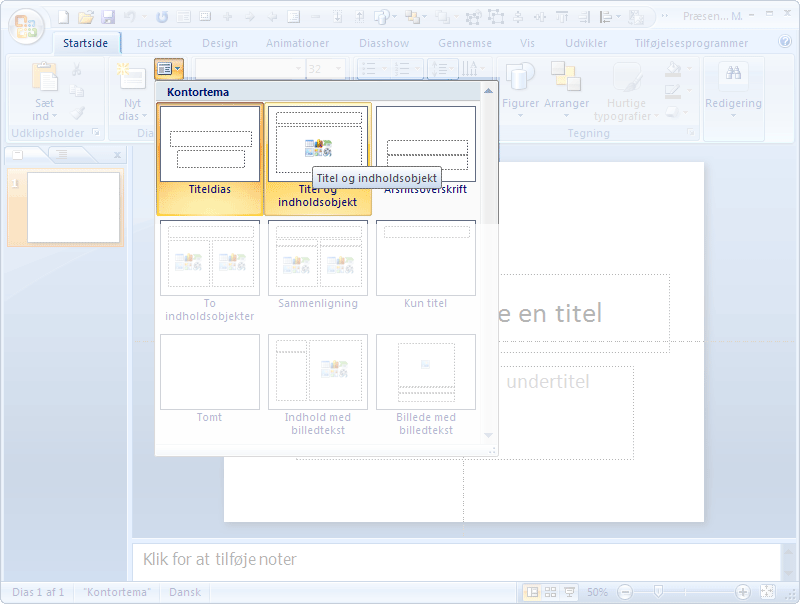 Præsen... M.
Startside Indsæt Design Animationer Diasshow Gennemse Vis Udvikler Tilføjelsesprogrammer
32
Sæt ind
Nyt dias
Figurer Arranger Hurtige typografier
Redigering
Udklipsholder
Dia
Tegning
Kontortema
Titeldias
Titel og indholdsobjekt
Afsnitsoverskrift
Titel og indholdsobjekt
To indholdsobjekter
Sammenligning
Kun titel
Tomt
Indhold med billedtekst
Billede med billedtekst
1
e en titel
undertitel
Klik for at tilføje noter
Dias 1 af 1 "Kontortema" Dansk 50%